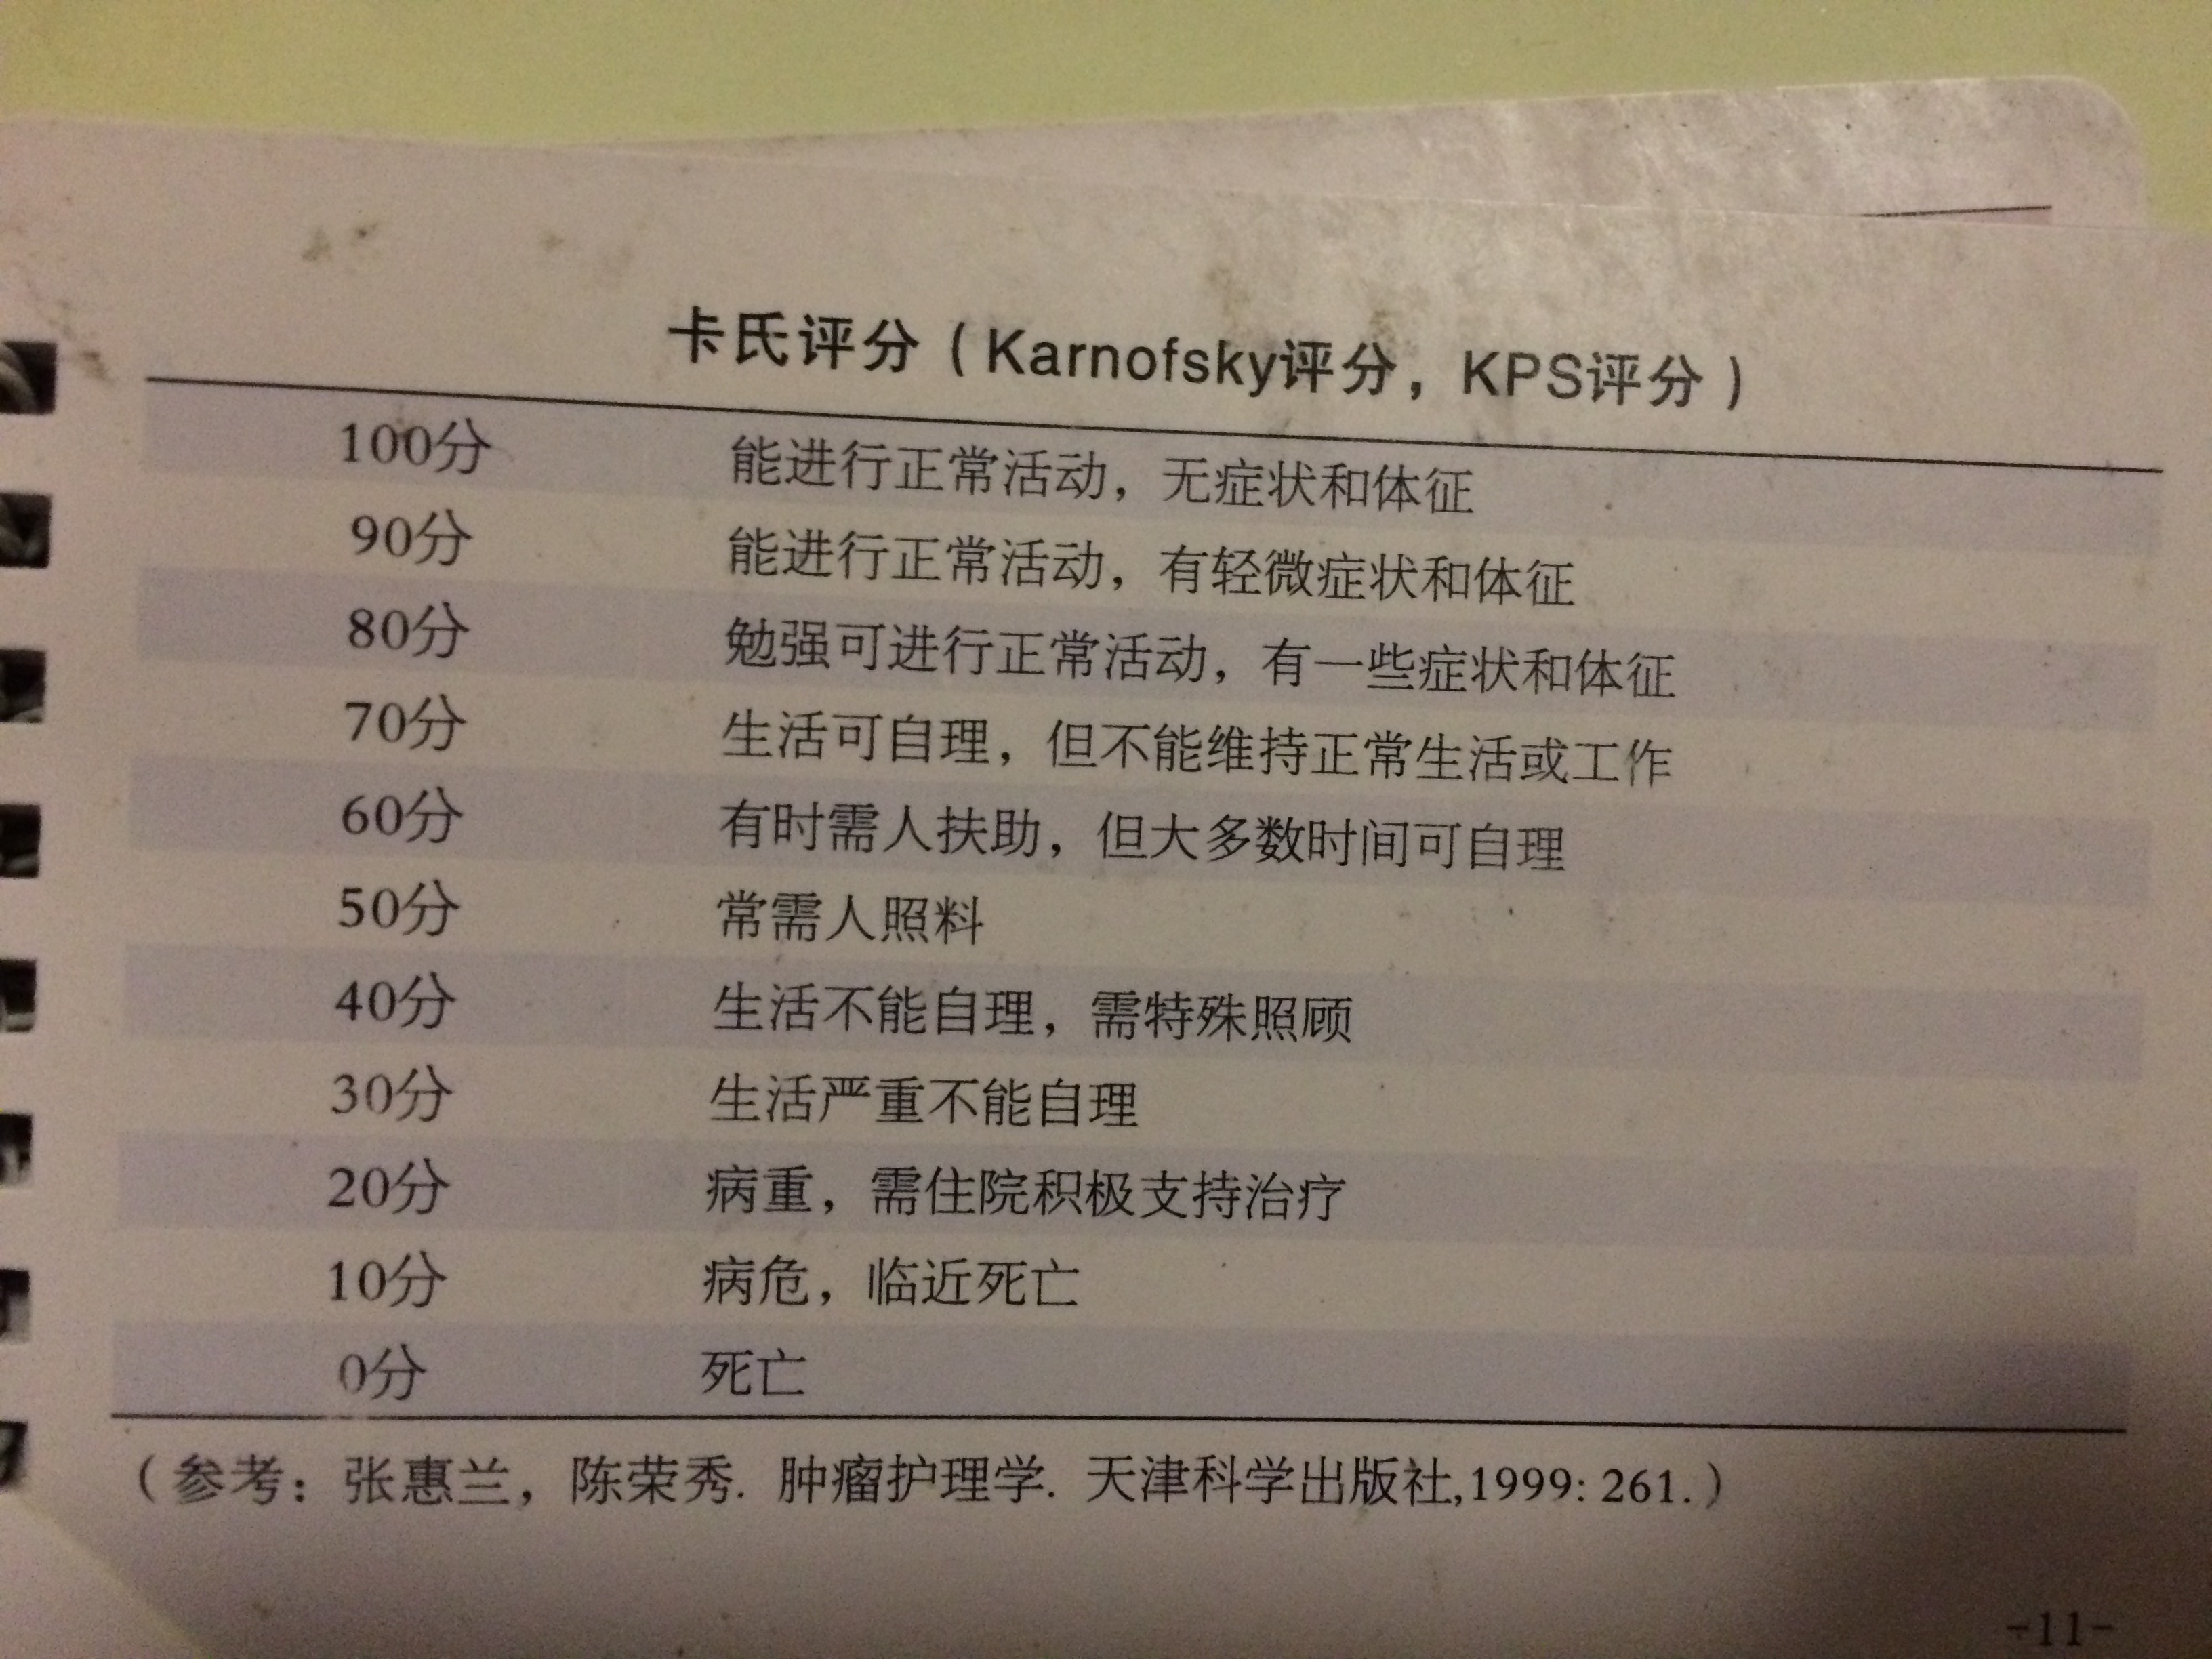 卡氏评分（Karnofsky评分，KPS评分）
100分 能进行正常活动，无症状和体征
90分 能进行正常活动，有轻微症状和体征
80分 勉强可进行正常活动，有一些症状和体征
70分 生活可自理，但不能维持正常生活或工作
60分 有时需人扶助，但大多数时间可自理
50分 常需人照料
40分 生活不能自理，需特殊照顾
30分 生活严重不能自理
20分 病重，需住院积极支持治疗
10分 病危，临近死亡
0分 死亡
（参考：张惠兰，陈荣秀. 肿瘤护理学. 天津科学出版社,1999: 261.）
-11-